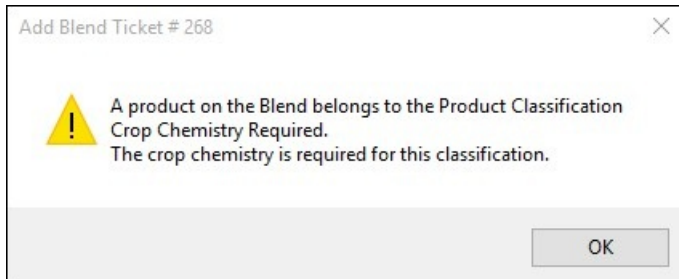 Add Blend Ticket # 268
A product on the Blend belongs to the Product Classification
Crop Chemistry Required.
The crop chemistry is required for this classification.
OK